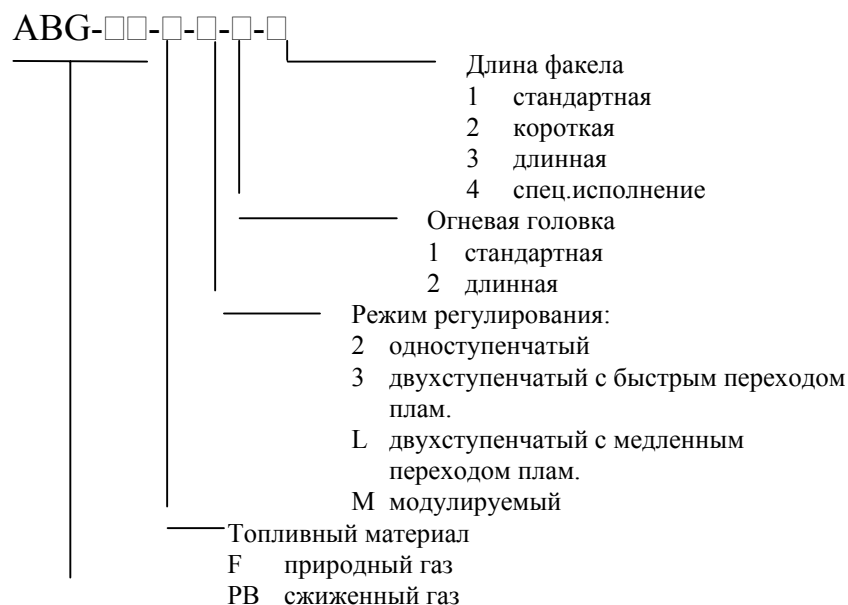 ABG-□□-□-□-□-□
Длина факела
1 стандартная
2 короткая
3 длинная
4 спец.исполнение
Огневая головка
1 стандартная
2 длинная
Режим регулирования:
2 одноступенчатый
3 двухступенчатый с быстрым переходом
плам.
L двухступенчатый с медленным
переходом плам.
M модулируемый
Топливный материал
F природный газ
PB сжиженный газ